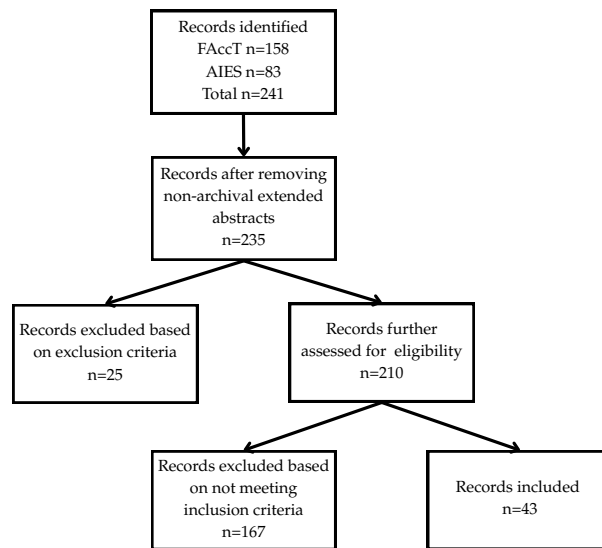 Records identified
FAccT n=158
AIES n=83
Total n=241
Records after removing
non-archival extended
abstracts
n=235
Records excluded based
on exclusion criteria
n=25
Records further
assessed for eligibility
n=210
Records excluded based
on not meeting
inclusion criteria
n=167
Records included
n=43